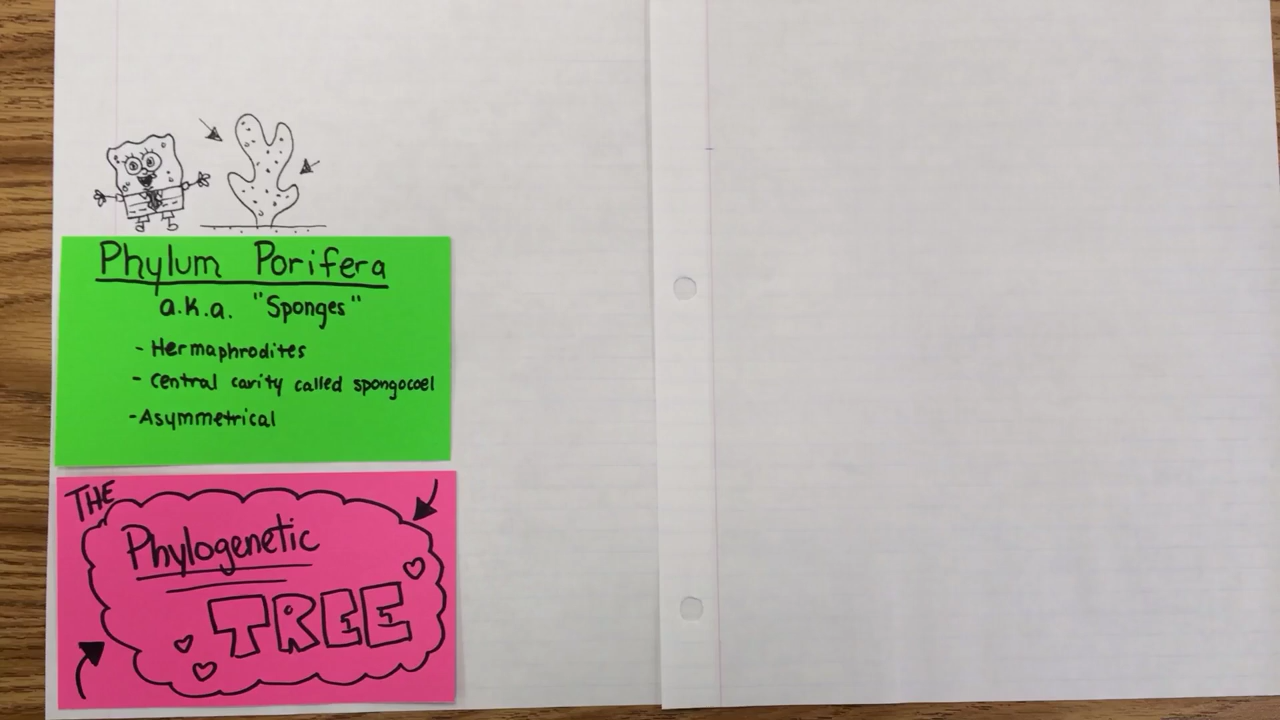 Phylum Porifera
a.k.a. "Sponges"
- Hermaphrodites
- Central cavity called spongocoel
- Asymmetrical
THE
Phylogenetic
TREE